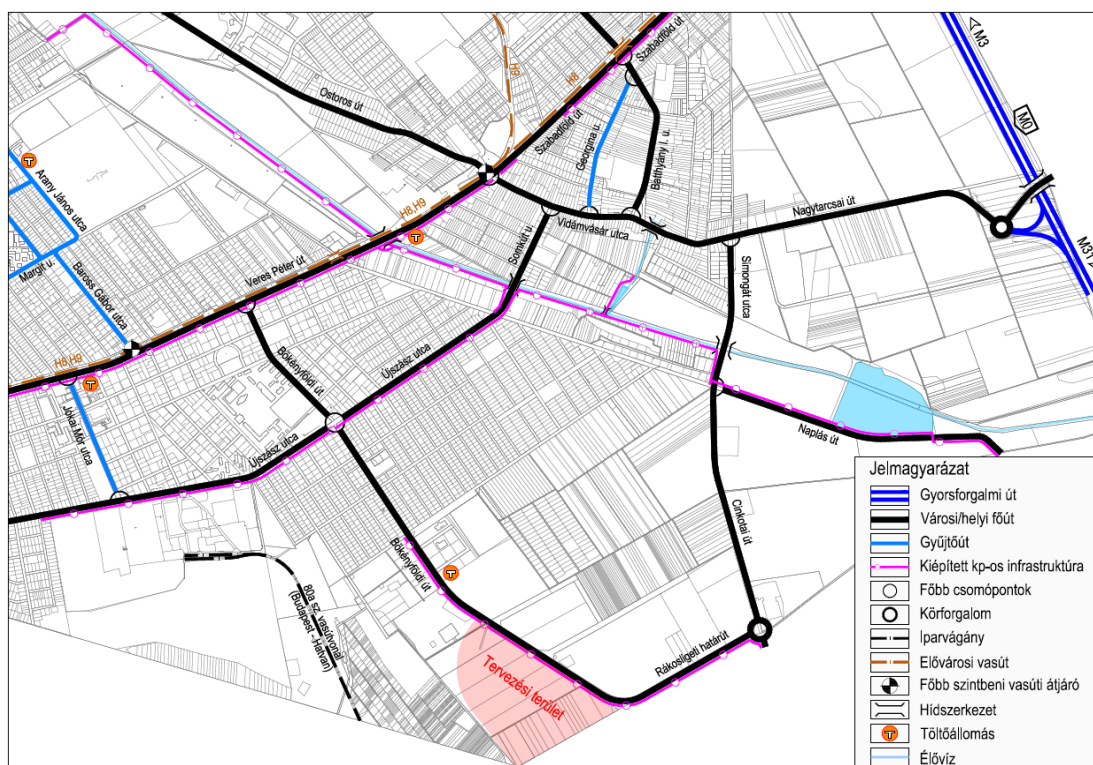 M3
M0
Szabadföld út
H9
H8
Ostoros út
Szabadföld út
Georgina u.
Batthyány I. u.
Arany János utca
H8,H9
Nagytarcsai út
Vidámvásár utca
M31
Somkút u.
Margit u.
Baross Gábor utca
Veres Péter út
Simongát utca
H8,H9
Bökényföldi út
Újszász utca
Jókai Mór utca
Újszász utca
Naplás út
Cinkotai út
Bökényföldi út
80a sz. vasútvonal
(Budapest - Hatvan)
Rákosligeti határút
Tervezési terület
Jelmagyarázat
Gyorsforgalmi út
Városi/helyi főút
Gyűjtőút
Kiépített kp-os infrastruktúra
Főbb csomópontok
Körforgalom
Iparvágány
Elővárosi vasút
Főbb szintbeni vasúti átjáró
Hídszerkezet
Töltőállomás
Élővíz